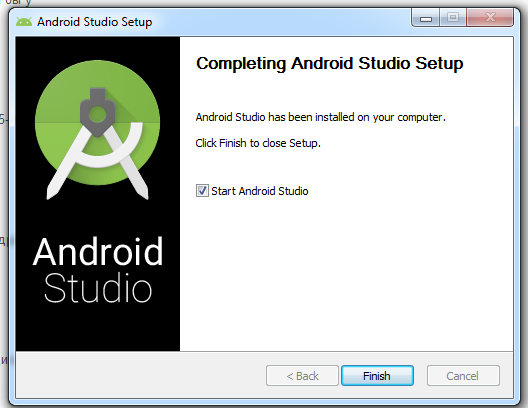 Android Studio Setup
Completing Android Studio Setup
Android Studio has been installed on your computer.
Click Finish to close Setup.
Start Android Studio
Android
Studio
< Back
Finish
Cancel